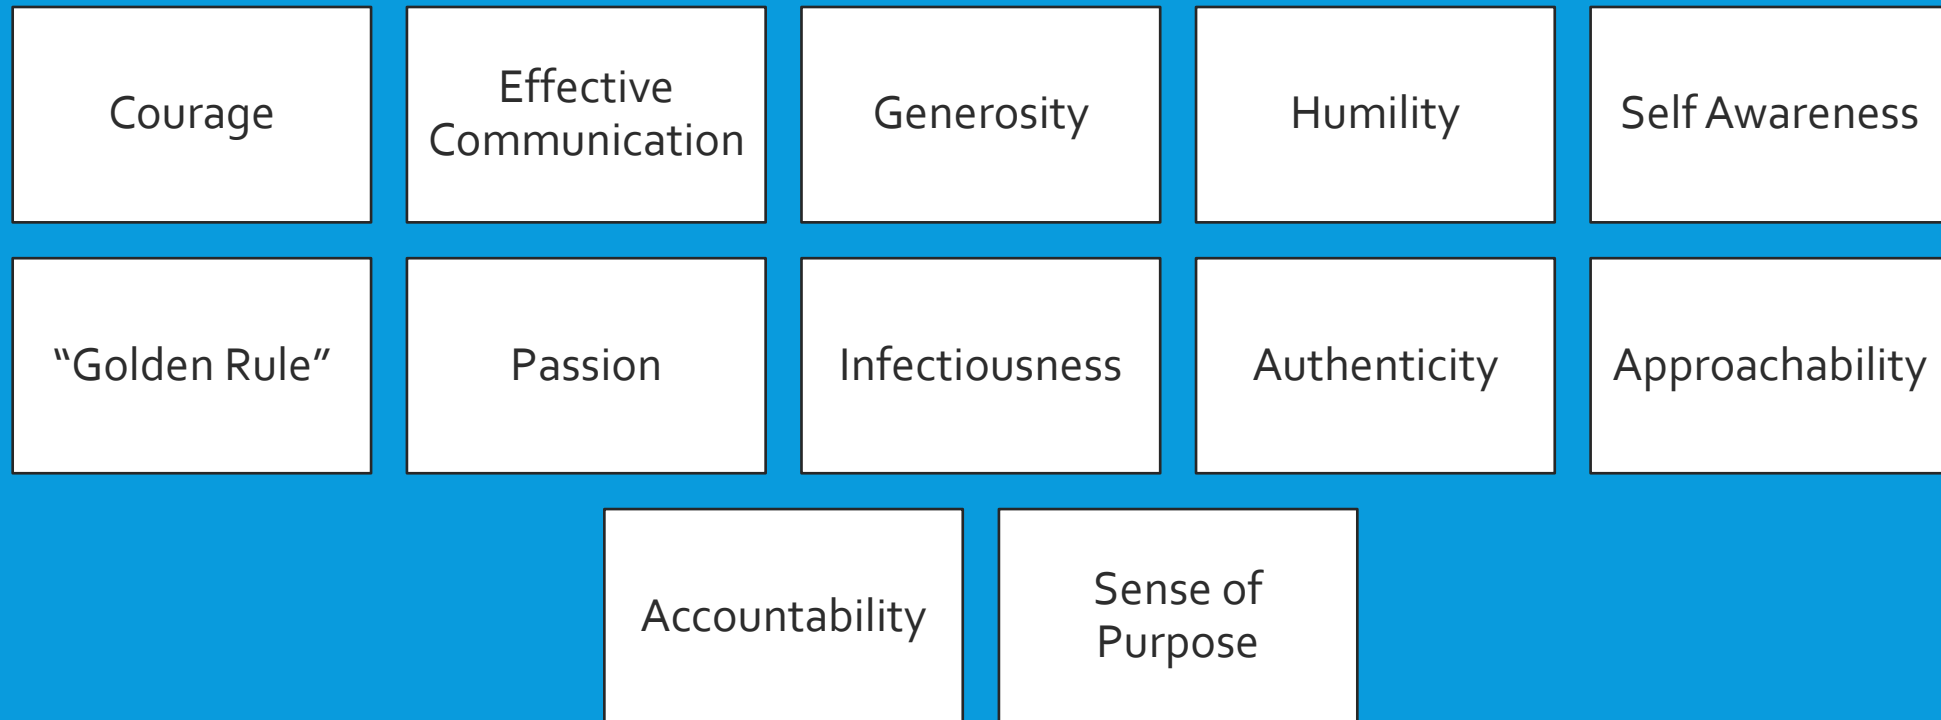 Courage
Effective
Communication
Generosity
Humility
Self Awareness
“Golden Rule”
Passion
Infectiousness
Authenticity
Approachability
Accountability
Sense of
Purpose